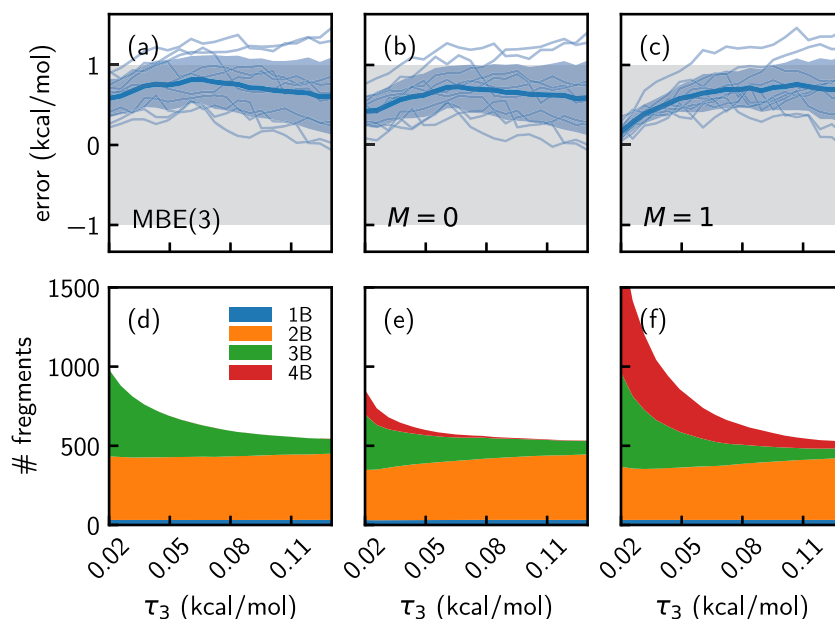 (a) (b) (c)
error (kcal/mol)
1
0
−1
MBE(3) M = 0 M = 1
(d) (e) (f)
1B
2B
3B
4B
# fregments
1500
1000
500
0
0.02 0.05 0.08 0.11 0.02 0.05 0.08 0.11 0.02 0.05 0.08 0.11
τ₃ (kcal/mol) τ₃ (kcal/mol) τ₃ (kcal/mol)